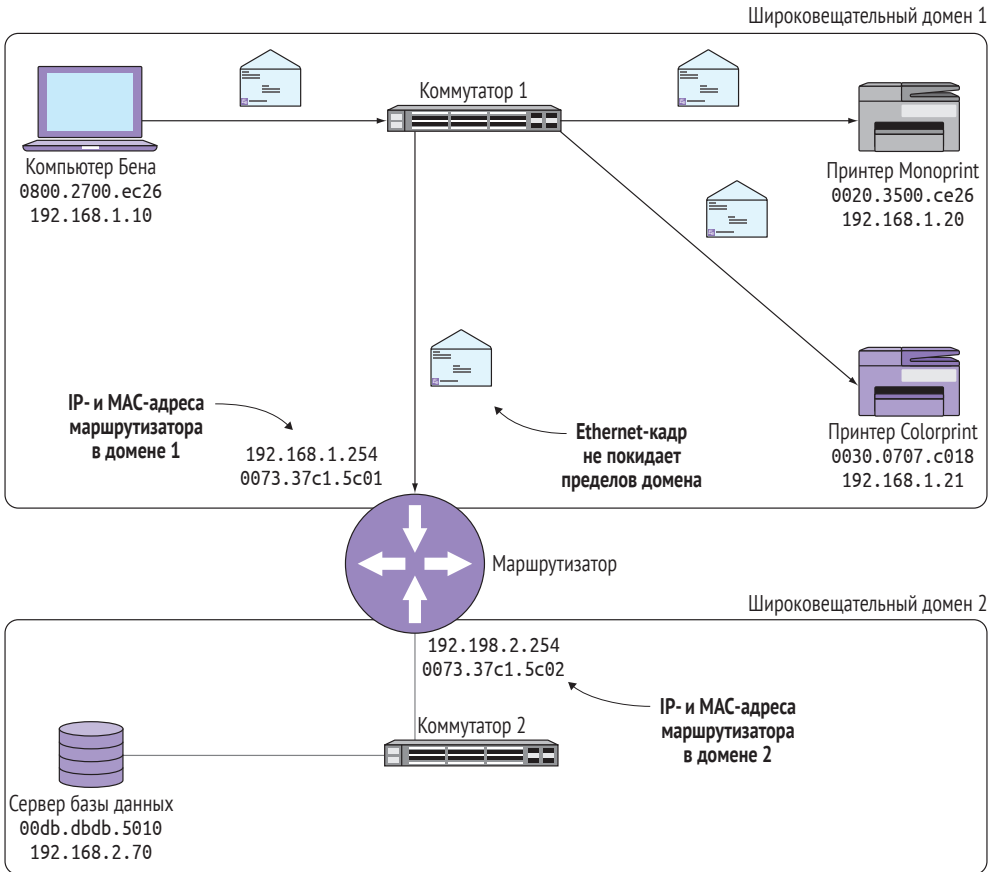 Широковещательный домен 1
Коммутатор 1
Компьютер Бена
0800.2700.ec26
192.168.1.10
Принтер Monoprint
0020.3500.ce26
192.168.1.20
IP- и MAC-адреса
маршрутизатора
в домене 1
192.168.1.254
0073.37c1.5c01
Ethernet-кадр
не покидает
пределов домена
Принтер Colorprint
0030.0707.c018
192.168.1.21
Маршрутизатор
Широковещательный домен 2
192.198.2.254
0073.37c1.5c02
IP- и MAC-адреса
маршрутизатора
в домене 2
Коммутатор 2
Сервер базы данных
00db.dbdb.5010
192.168.2.70